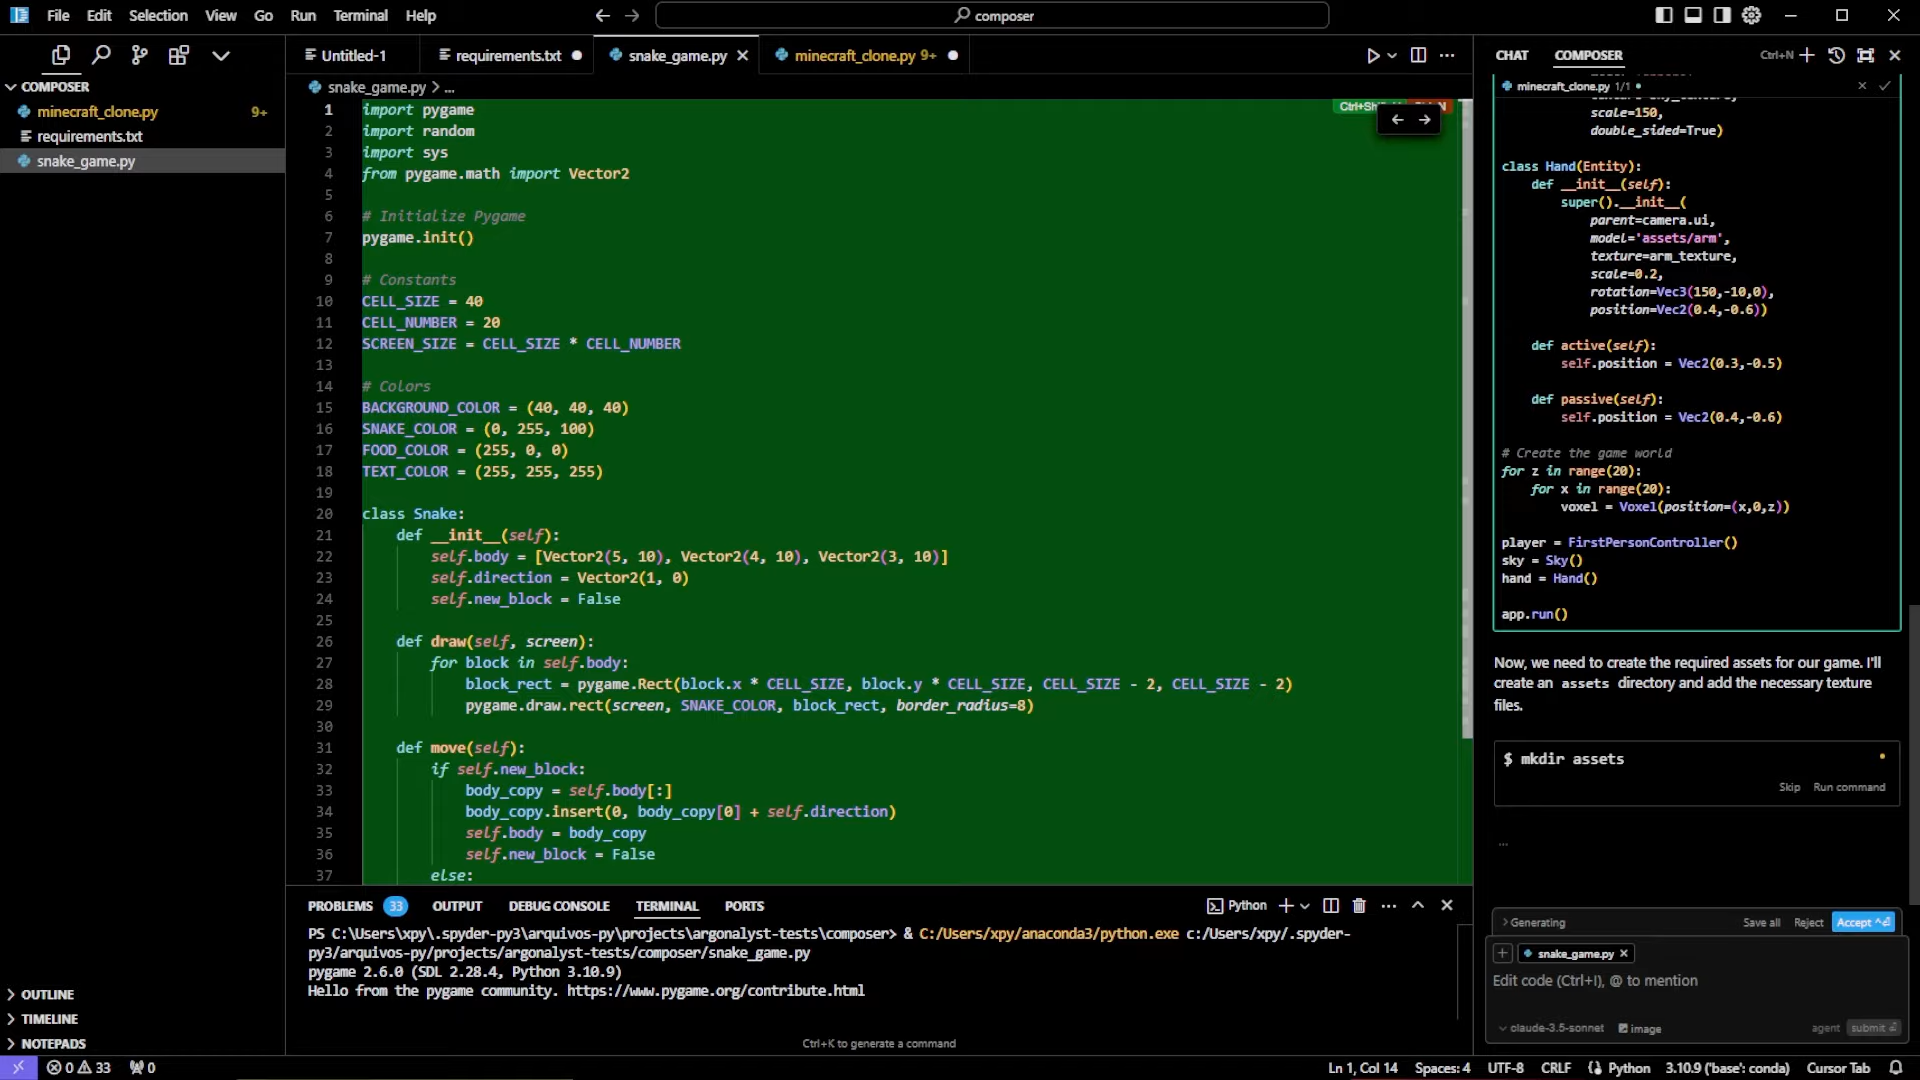 File Edit Selection View Go Run Terminal Help
composer
Untitled-1
requirements.txt
snake_game.py
minecraft_clone.py 9+
CHAT COMPOSER Ctrl+N
COMPOSER
minecraft_clone.py 9+
requirements.txt
snake_game.py
OUTLINE
TIMELINE
NOTEPADS
snake_game.py > ...
1 import pygame
2 import random
3 import sys
4 from pygame.math import Vector2
5
6 # Initialize Pygame
7 pygame.init()
8
9 # Constants
10 CELL_SIZE = 40
11 CELL_NUMBER = 20
12 SCREEN_SIZE = CELL_SIZE * CELL_NUMBER
13
14 # Colors
15 BACKGROUND_COLOR = (40, 40, 40)
16 SNAKE_COLOR = (0, 255, 100)
17 FOOD_COLOR = (255, 0, 0)
18 TEXT_COLOR = (255, 255, 255)
19
20 class Snake:
21 def __init__(self):
22 self.body = [Vector2(5, 10), Vector2(4, 10), Vector2(3, 10)]
23 self.direction = Vector2(1, 0)
24 self.new_block = False
25
26 def draw(self, screen):
27 for block in self.body:
28 block_rect = pygame.Rect(block.x * CELL_SIZE, block.y * CELL_SIZE, CELL_SIZE - 2, CELL_SIZE - 2)
29 pygame.draw.rect(screen, SNAKE_COLOR, block_rect, border_radius=8)
30
31 def move(self):
32 if self.new_block:
33 body_copy = self.body[:]
34 body_copy.insert(0, body_copy[0] + self.direction)
35 self.body = body_copy
36 self.new_block = False
37 else:
PROBLEMS 33 OUTPUT DEBUG CONSOLE TERMINAL PORTS
Python
PS C:\Users\xpy\.spyder-py3\arquivos-py\projects\argonalyst-tests\composer> & C:/Users/xpy/anaconda3/python.exe c:/Users/xpy/.spyder-
py3/arquivos-py/projects/argonalyst-tests/composer/snake_game.py
pygame 2.6.0 (SDL 2.28.4, Python 3.10.9)
Hello from the pygame community. https://www.pygame.org/contribute.html
Ctrl+K to generate a command
minecraft_clone.py 1/1
scale=150,
double_sided=True)
class Hand(Entity):
def __init__(self):
super().__init__(
parent=camera.ui,
model='assets/arm',
texture=arm_texture,
scale=0.2,
rotation=Vec3(150,-10,0),
position=Vec2(0.4,-0.6))
def active(self):
self.position = Vec2(0.3,-0.5)
def passive(self):
self.position = Vec2(0.4,-0.6)
# Create the game world
for z in range(20):
for x in range(20):
voxel = Voxel(position=(x,0,z))
player = FirstPersonController()
sky = Sky()
hand = Hand()
app.run()
Now, we need to create the required assets for our game. I'll
create an assets directory and add the necessary texture
files.
$ mkdir assets
Skip Run command
...
Generating Save all Reject Accept
snake_game.py
Edit code (Ctrl+I), @ to mention
claude-3.5-sonnet image agent submit
0 33 0
Ln 1, Col 14 Spaces: 4 UTF-8 CRLF Python 3.10.9 ('base': conda) Cursor Tab